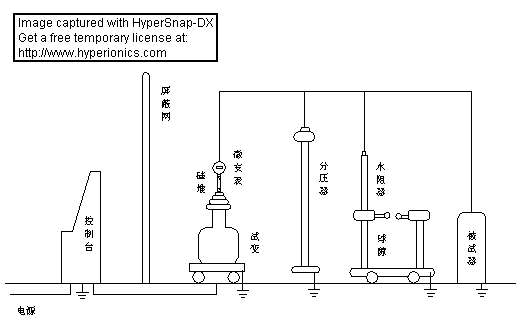 Image captured with HyperSnap-DX
Get a free temporary license at:
http://www.hyperionics.com
屏蔽网
微安表
硅堆
分压器
水阻器
控制台
试变
球隙
被试器
电源